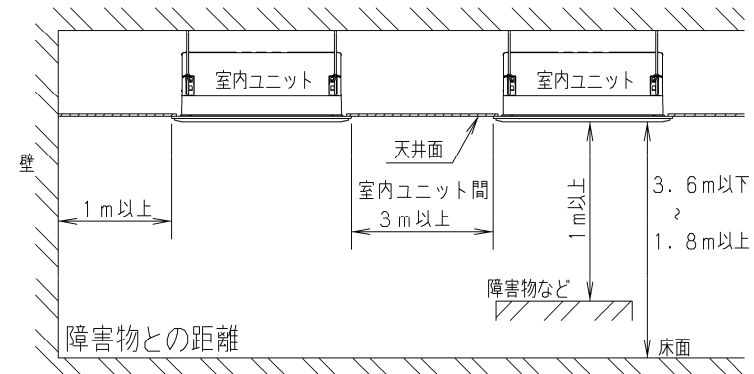 室内ユニット
室内ユニット
天井面
壁
室内ユニット間
3m以上
1m以上
1m以上
3.6m以下
~
1.8m以上
障害物など
障害物との距離
床面